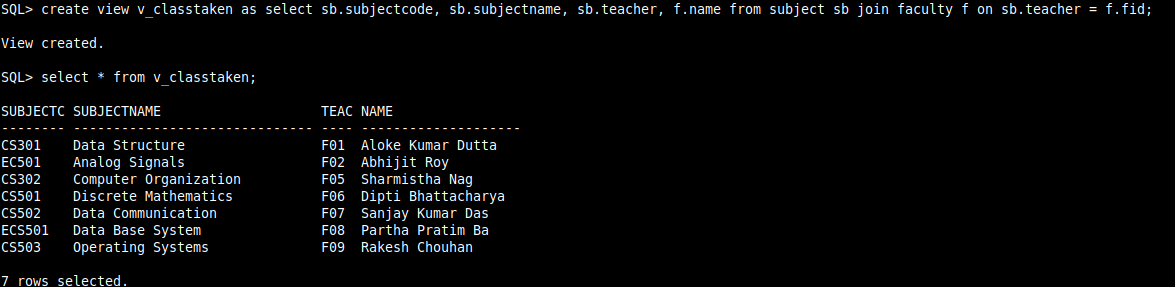 SQL> create view v_classtaken as select sb.subjectcode, sb.subjectname, sb.teacher, f.name from subject sb join faculty f on sb.teacher = f.fid;
View created.
SQL> select * from v_classtaken;
SUBJECTC SUBJECTNAME                    TEAC NAME
-------- ------------------------------ ---- --------------------
CS301    Data Structure                 F01  Aloke Kumar Dutta
EC501    Analog Signals                 F02  Abhijit Roy
CS302    Computer Organization          F05  Sharmistha Nag
CS501    Discrete Mathematics           F06  Dipti Bhattacharya
CS502    Data Communication             F07  Sanjay Kumar Das
ECS501   Data Base System               F08  Partha Pratim Ba
CS503    Operating Systems              F09  Rakesh Chouhan
7 rows selected.